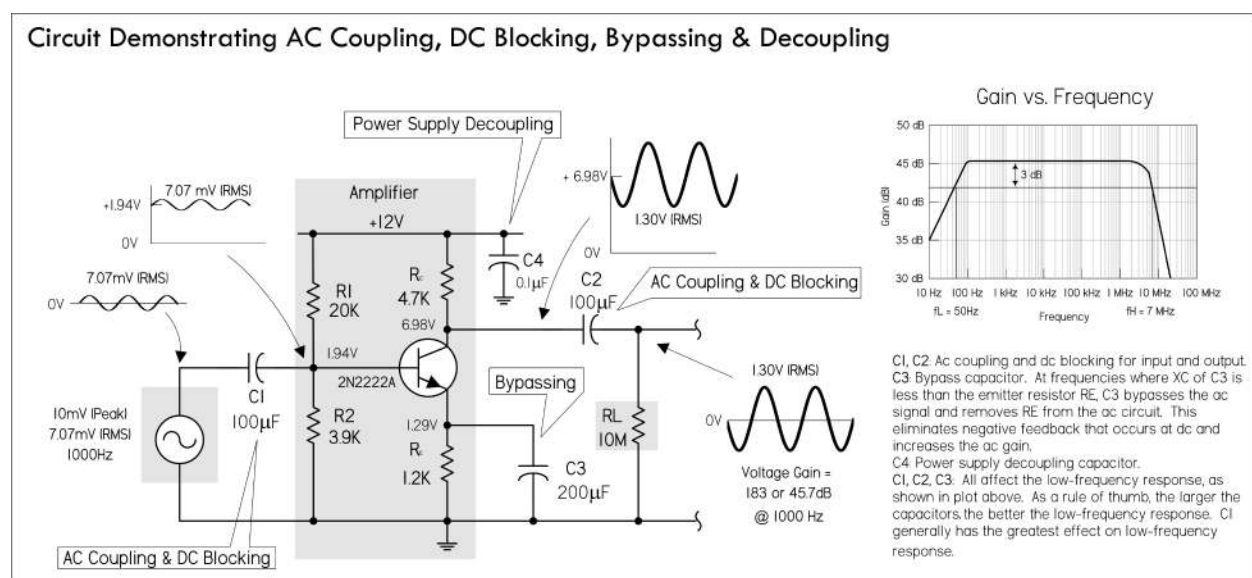 Circuit Demonstrating AC Coupling, DC Blocking, Bypassing & Decoupling
Power Supply Decoupling
7.07 mV (RMS)
+1.94V
0V
7.07mV (RMS)
0V
Amplifier
+12V
R1
20K
RC
4.7K
C4
0.1µF
+ 6.98V
1.30V (RMS)
0V
C2
100µF
AC Coupling & DC Blocking
6.98V
1.94V
2N2222A
C1
100µF
10mV (Peak)
7.07mV (RMS)
1000Hz
R2
3.9K
1.29V
RE
1.2K
Bypassing
C3
200µF
RL
10M
1.30V (RMS)
0V
Voltage Gain =
183 or 45.7dB
@ 1000 Hz
AC Coupling & DC Blocking
Gain vs. Frequency
50 dB
45 dB
40 dB
35 dB
30 dB
Gain (dB)
3 dB
10 Hz 100 Hz 1 kHz 10 kHz 100 kHz 1 MHz 10 MHz 100 MHz
fL = 50Hz Frequency fH = 7 MHz
C1, C2: Ac coupling and dc blocking for input and output.
C3: Bypass capacitor. At frequencies where XC of C3 is
less than the emitter resistor RE, C3 bypasses the ac
signal and removes RE from the ac circuit. This
eliminates negative feedback that occurs at dc and
increases the ac gain.
C4: Power supply decoupling capacitor.
C1, C2, C3: All affect the low-frequency response, as
shown in plot above. As a rule of thumb, the larger the
capacitors, the better the low-frequency response. C1
generally has the greatest effect on low-frequency
response.